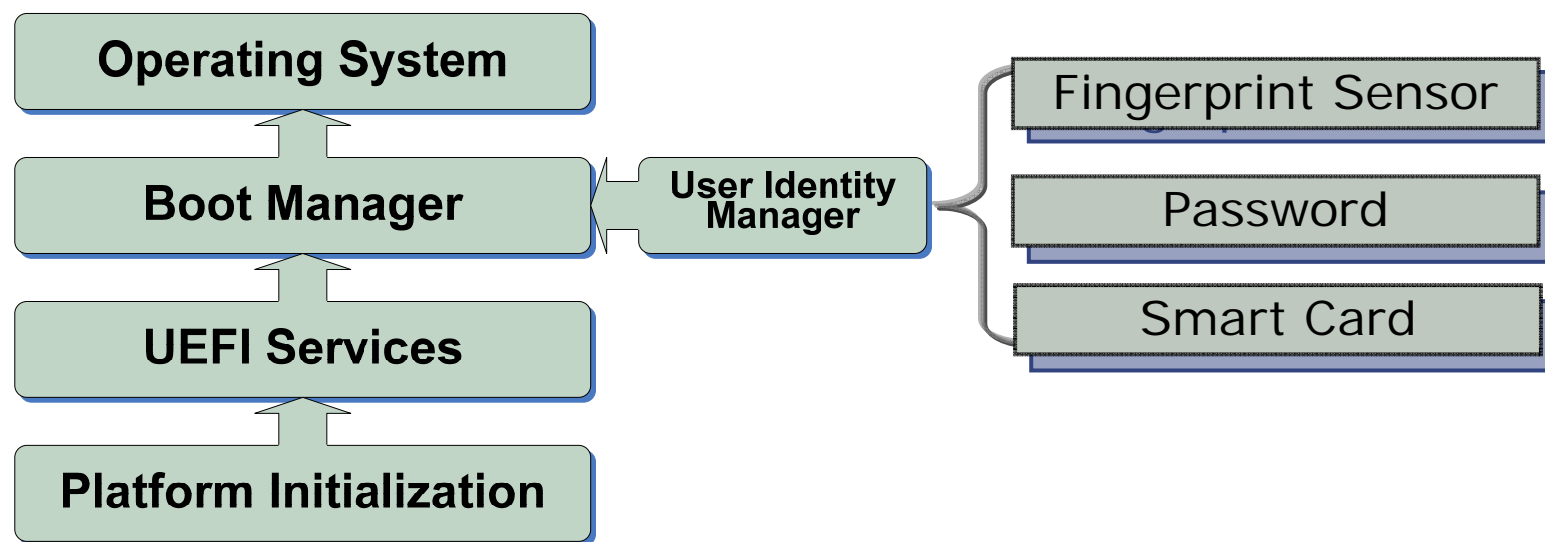 Operating System
Boot Manager
UEFI Services
Platform Initialization
User Identity
Manager
Fingerprint Sensor
Password
Smart Card